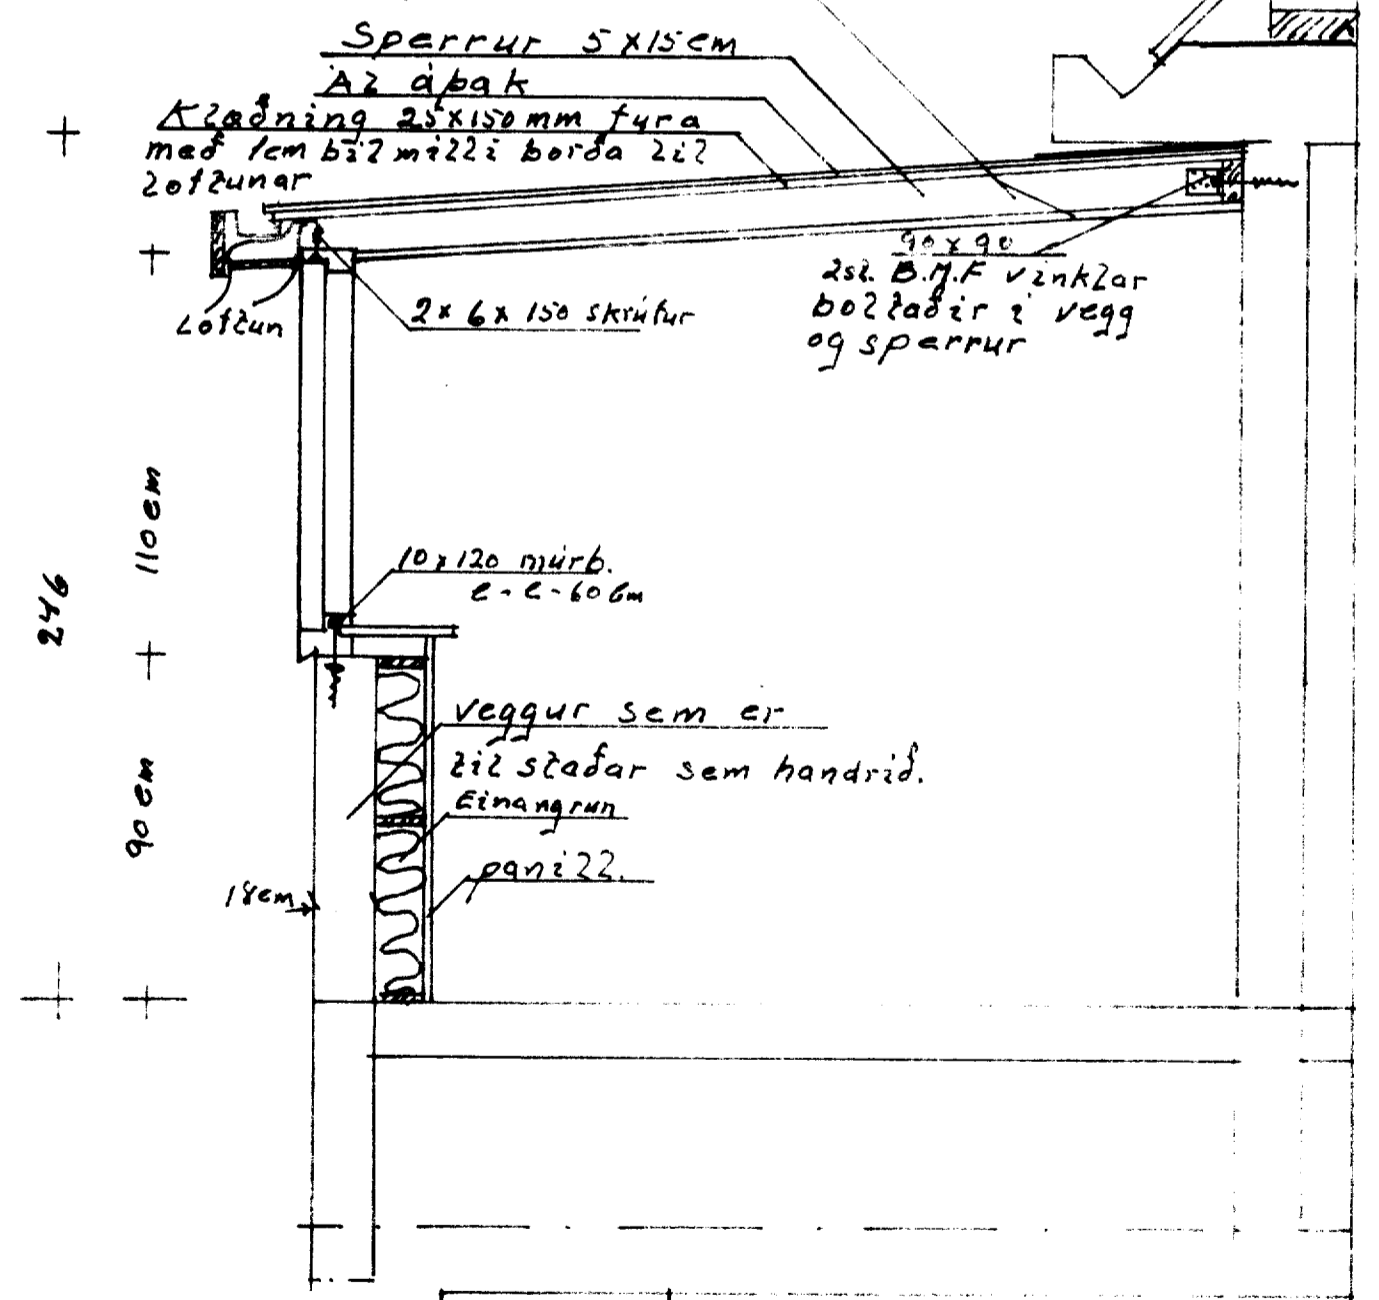 Sperrur 5x15cm
Al ápak
Klæðning 25x150mm fura
með 1cm bil milli borða til
loftunar
90x90
2st. B.M.F vinklar
boltaðir í vegg
og sperrur
Loftun
2x6x150 skrúfur
110cm
10x120 múrb.
c-c-60cm
246
veggur sem er
til staðar sem handrið.
Einangrun
90cm
panill.
18cm